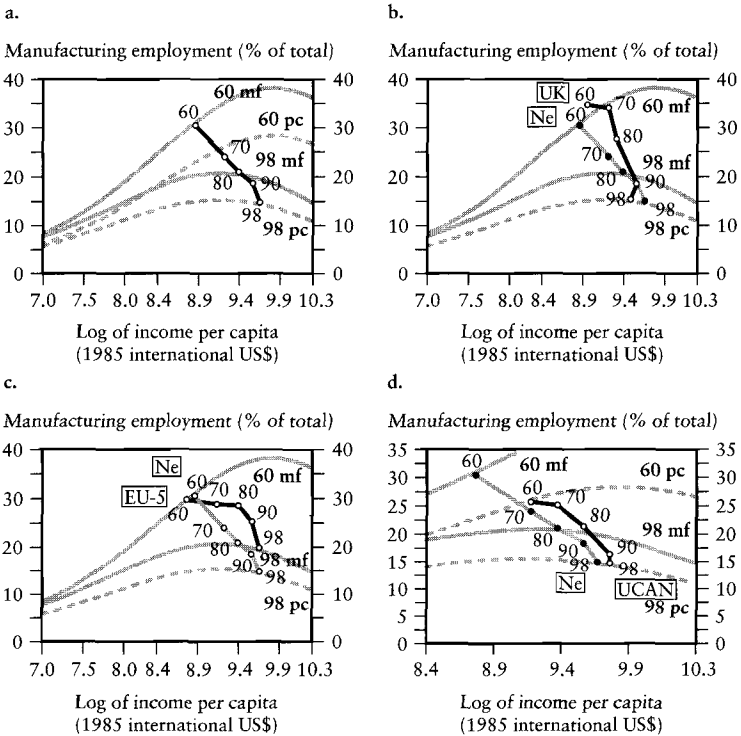 a.
Manufacturing employment (% of total)
40 40
60 mf
60
30 30
60 pc
70
98 mf
20 20
80 90
98
10 10
98 pc
0 0
7.0 7.5 8.0 8.4 8.9 9.4 9.9 10.3
Log of income per capita
(1985 international US$)
b.
Manufacturing employment (% of total)
40 40
UK 60 70 60 mf
Ne 60
30 30
80
70 98 mf
20 20
80 90
98 98
10 10
98 pc
0 0
7.0 7.5 8.0 8.4 8.9 9.4 9.9 10.3
Log of income per capita
(1985 international US$)
c.
Manufacturing employment (% of total)
40 40
Ne
60 70 80 60 mf
EU-5
30 30
60
90
70
98
20 20
80 98 mf
90 98
10 10
98 pc
0 0
7.0 7.5 8.0 8.4 8.9 9.4 9.9 10.3
Log of income per capita
(1985 international US$)
d.
Manufacturing employment (% of total)
35 35
60 60 mf 60 pc
30 30
60 70
25 25
70
80
98 mf
20 20
80
90 90
15 15
98 98
Ne UCAN
10 10
98 pc
5 5
0 0
8.4 8.9 9.4 9.9 10.3
Log of income per capita
(1985 international US$)